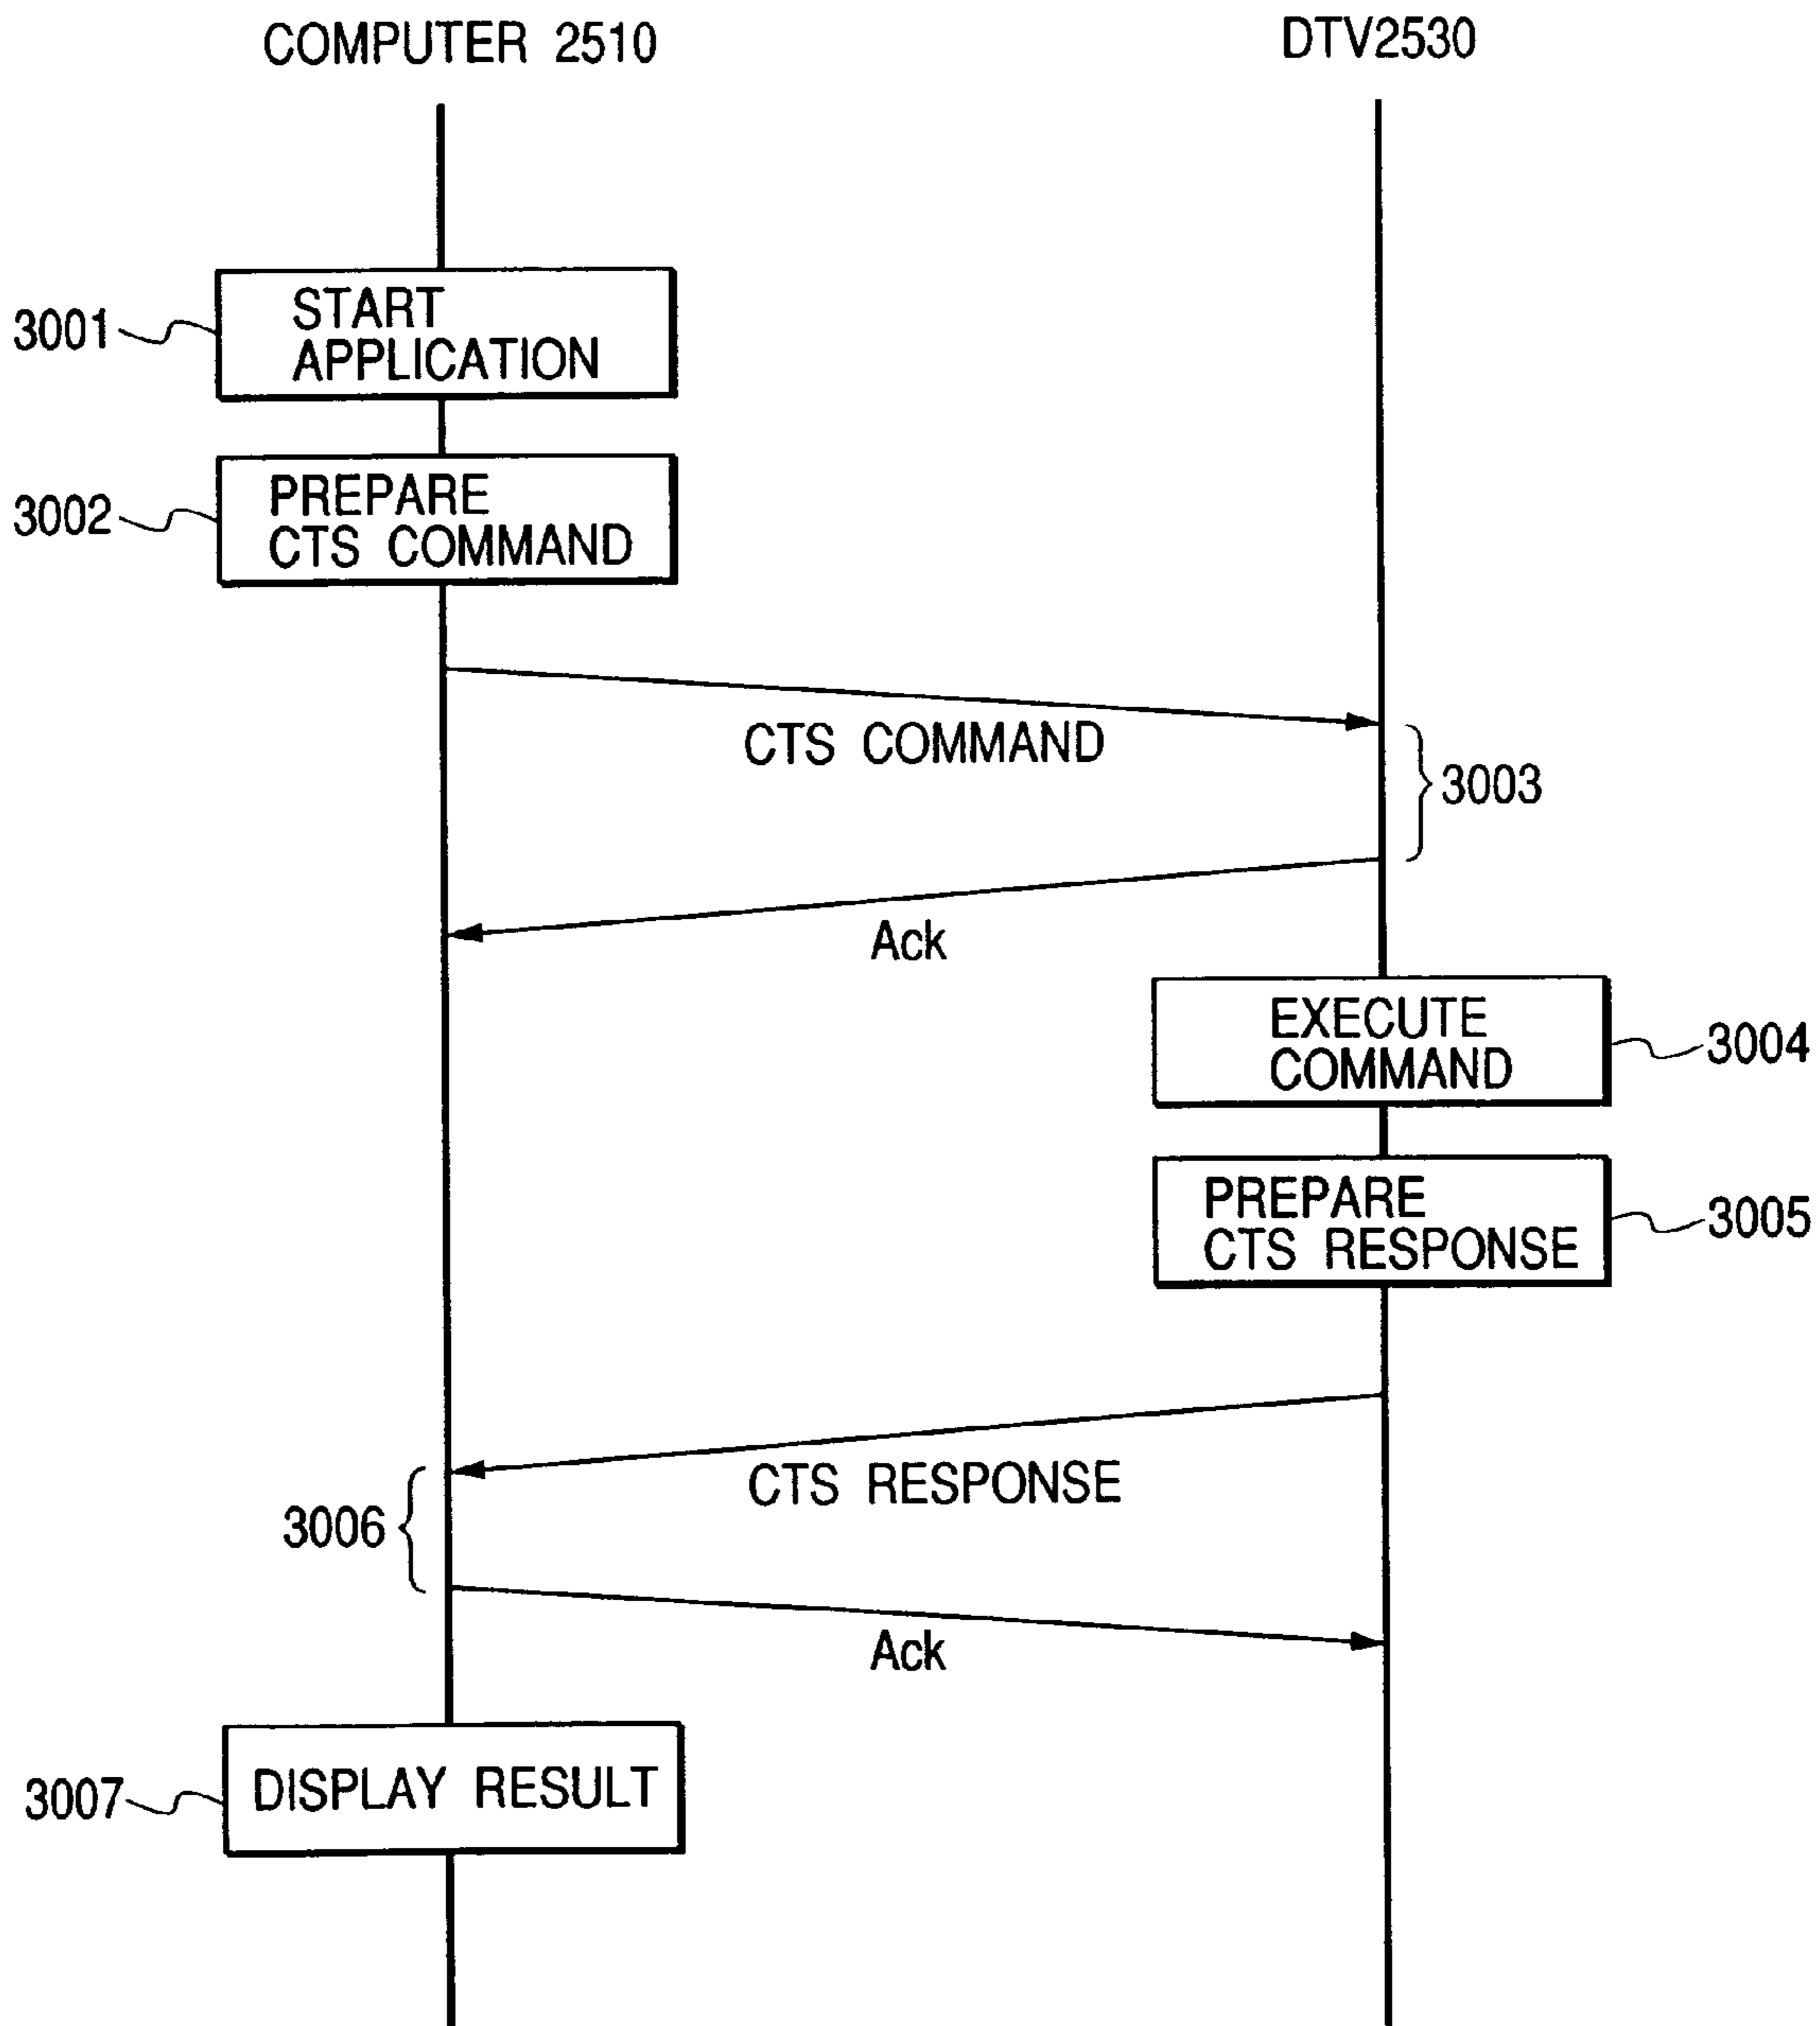 COMPUTER 2510
DTV2530
3001
START
APPLICATION
3002
PREPARE
CTS COMMAND
CTS COMMAND
3003
Ack
EXECUTE
COMMAND
3004
PREPARE
CTS RESPONSE
3005
CTS RESPONSE
3006
Ack
3007
DISPLAY RESULT